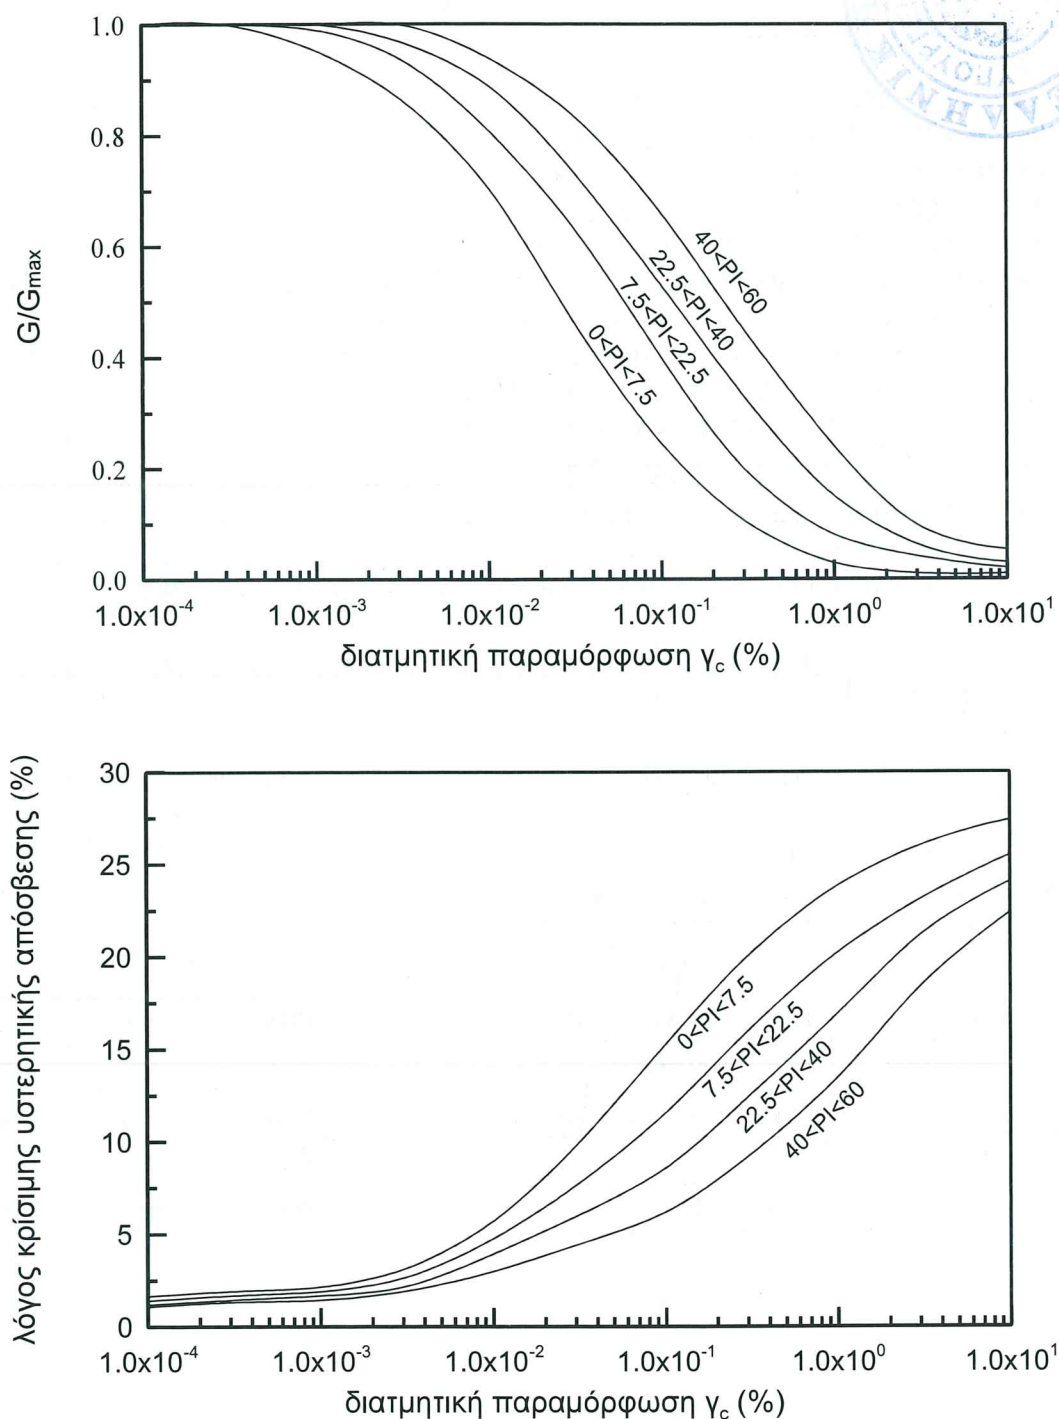 1.0
0.8
0.6
0.4
0.2
0.0
G/Gmax
40<PI<60
22.5<PI<40
7.5<PI<22.5
0<PI<7.5
1.0x10-4
1.0x10-3
1.0x10-2
1.0x10-1
1.0x100
1.0x101
διατμητική παραμόρφωση γc (%)
30
25
20
15
10
5
0
λόγος κρίσιμης υστερητικής απόσβεσης (%)
0<PI<7.5
7.5<PI<22.5
22.5<PI<40
40<PI<60
1.0x10-4
1.0x10-3
1.0x10-2
1.0x10-1
1.0x100
1.0x101
διατμητική παραμόρφωση γc (%)